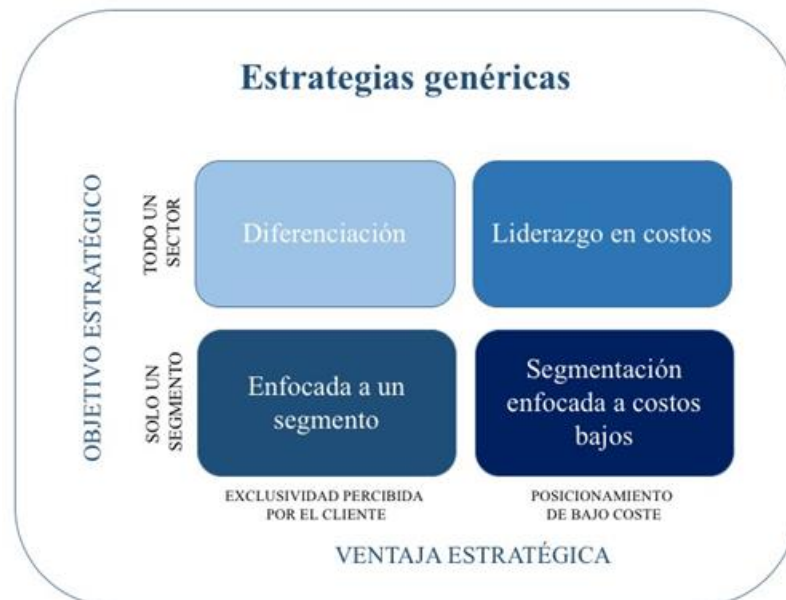 Estrategias genéricas
OBJETIVO ESTRATÉGICO
TODO UN
SECTOR
Diferenciación
Liderazgo en costos
SOLO UN
SEGMENTO
Enfocada a un
segmento
Segmentación
enfocada a costos
bajos
EXCLUSIVIDAD PERCIBIDA
POR EL CLIENTE
POSICIONAMIENTO
DE BAJO COSTE
VENTAJA ESTRATÉGICA